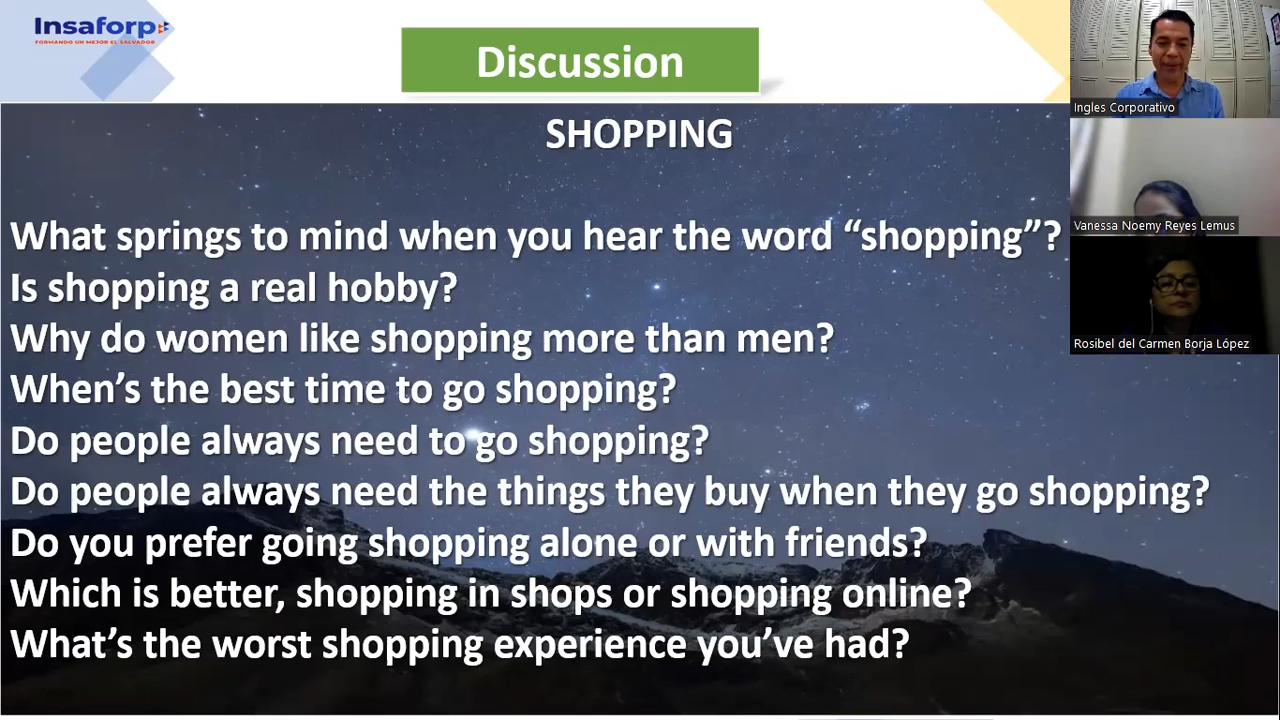 Insaforp
FORMANDO UN MEJOR EL SALVADOR
Discussion
SHOPPING
What springs to mind when you hear the word “shopping”?
Is shopping a real hobby?
Why do women like shopping more than men?
When’s the best time to go shopping?
Do people always need to go shopping?
Do people always need the things they buy when they go shopping?
Do you prefer going shopping alone or with friends?
Which is better, shopping in shops or shopping online?
What’s the worst shopping experience you’ve had?
Ingles Corporativo
Vanessa Noemy Reyes Lemus
Rosibel del Carmen Borja López